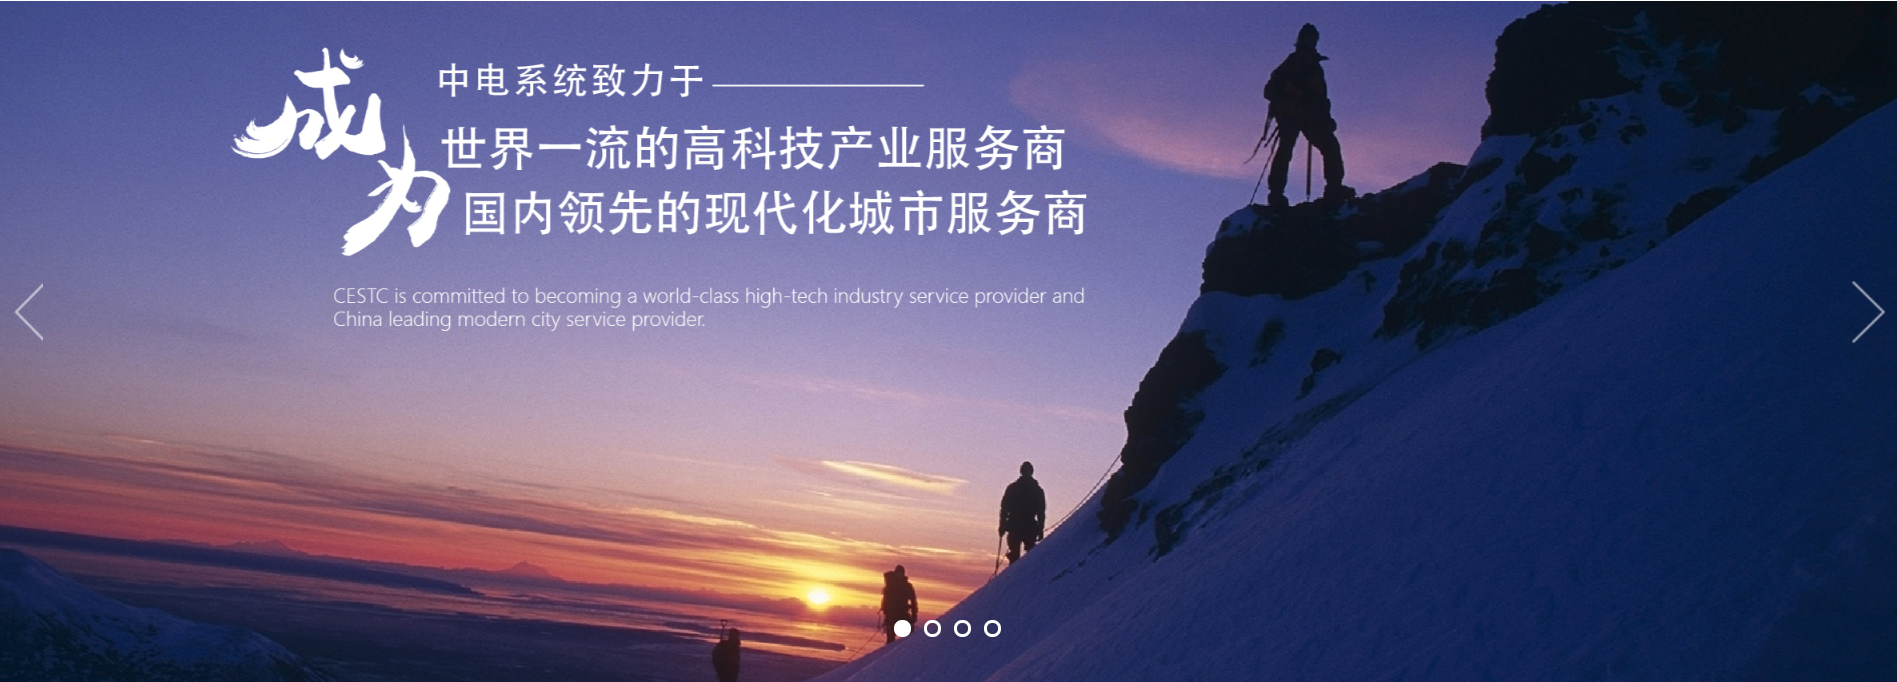 中电系统致力于
成为
世界一流的高科技产业服务商
国内领先的现代化城市服务商
CESTC is committed to becoming a world-class high-tech industry service provider and
China leading modern city service provider.